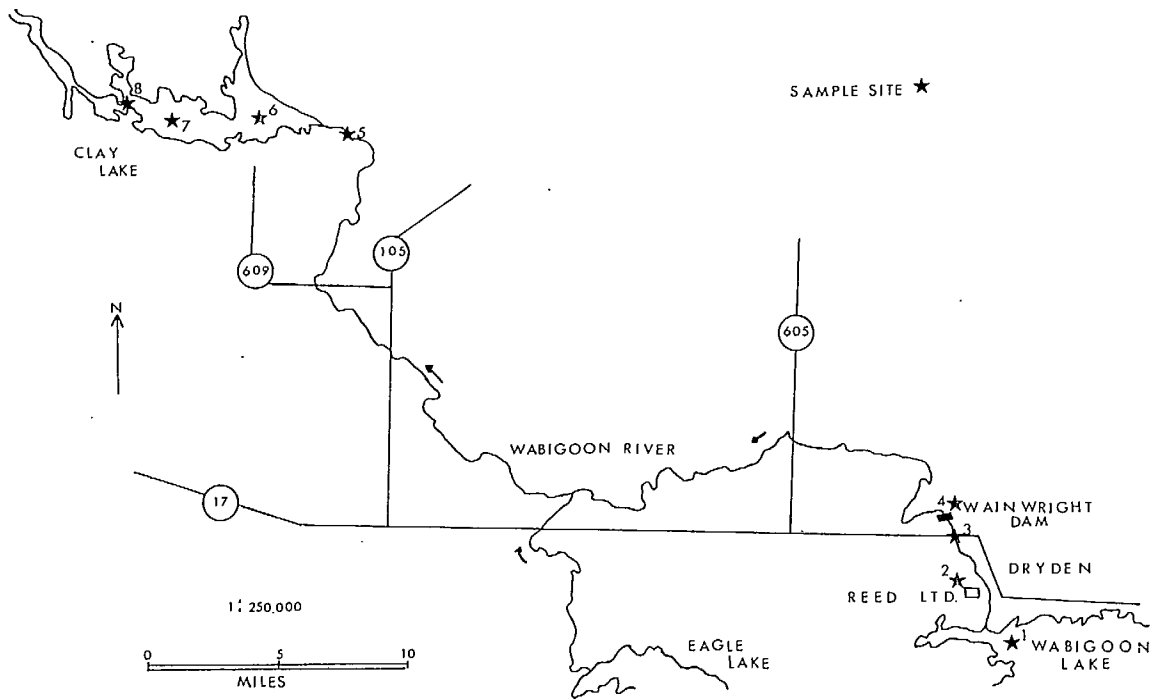 SAMPLE SITE
8
6
7
5
CLAY
LAKE
105
609
N
605
WABIGOON RIVER
17
4
WAINWRIGHT
DAM
3
DRYDEN
2
REED LTD.
1:250,000
1
WABIGOON
LAKE
EAGLE
LAKE
0 5 10
MILES